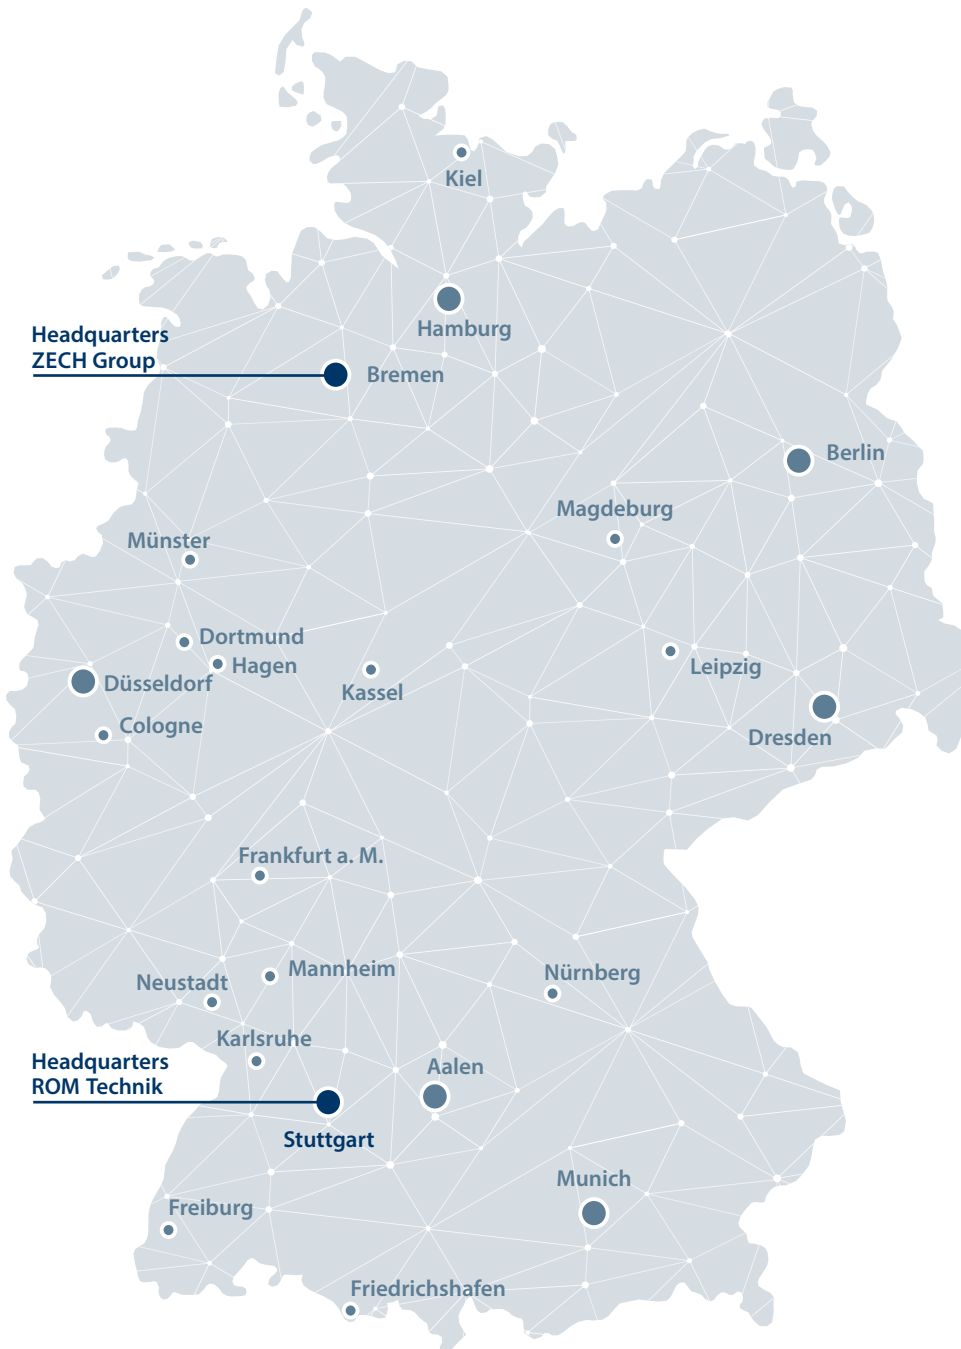 Kiel
Hamburg
Headquarters
ZECH Group
Bremen
Berlin
Magdeburg
Münster
Dortmund
Hagen
Leipzig
Düsseldorf
Kassel
Cologne
Dresden
Frankfurt a. M.
Mannheim
Nürnberg
Neustadt
Karlsruhe
Headquarters
ROM Technik
Aalen
Stuttgart
Munich
Freiburg
Friedrichshafen